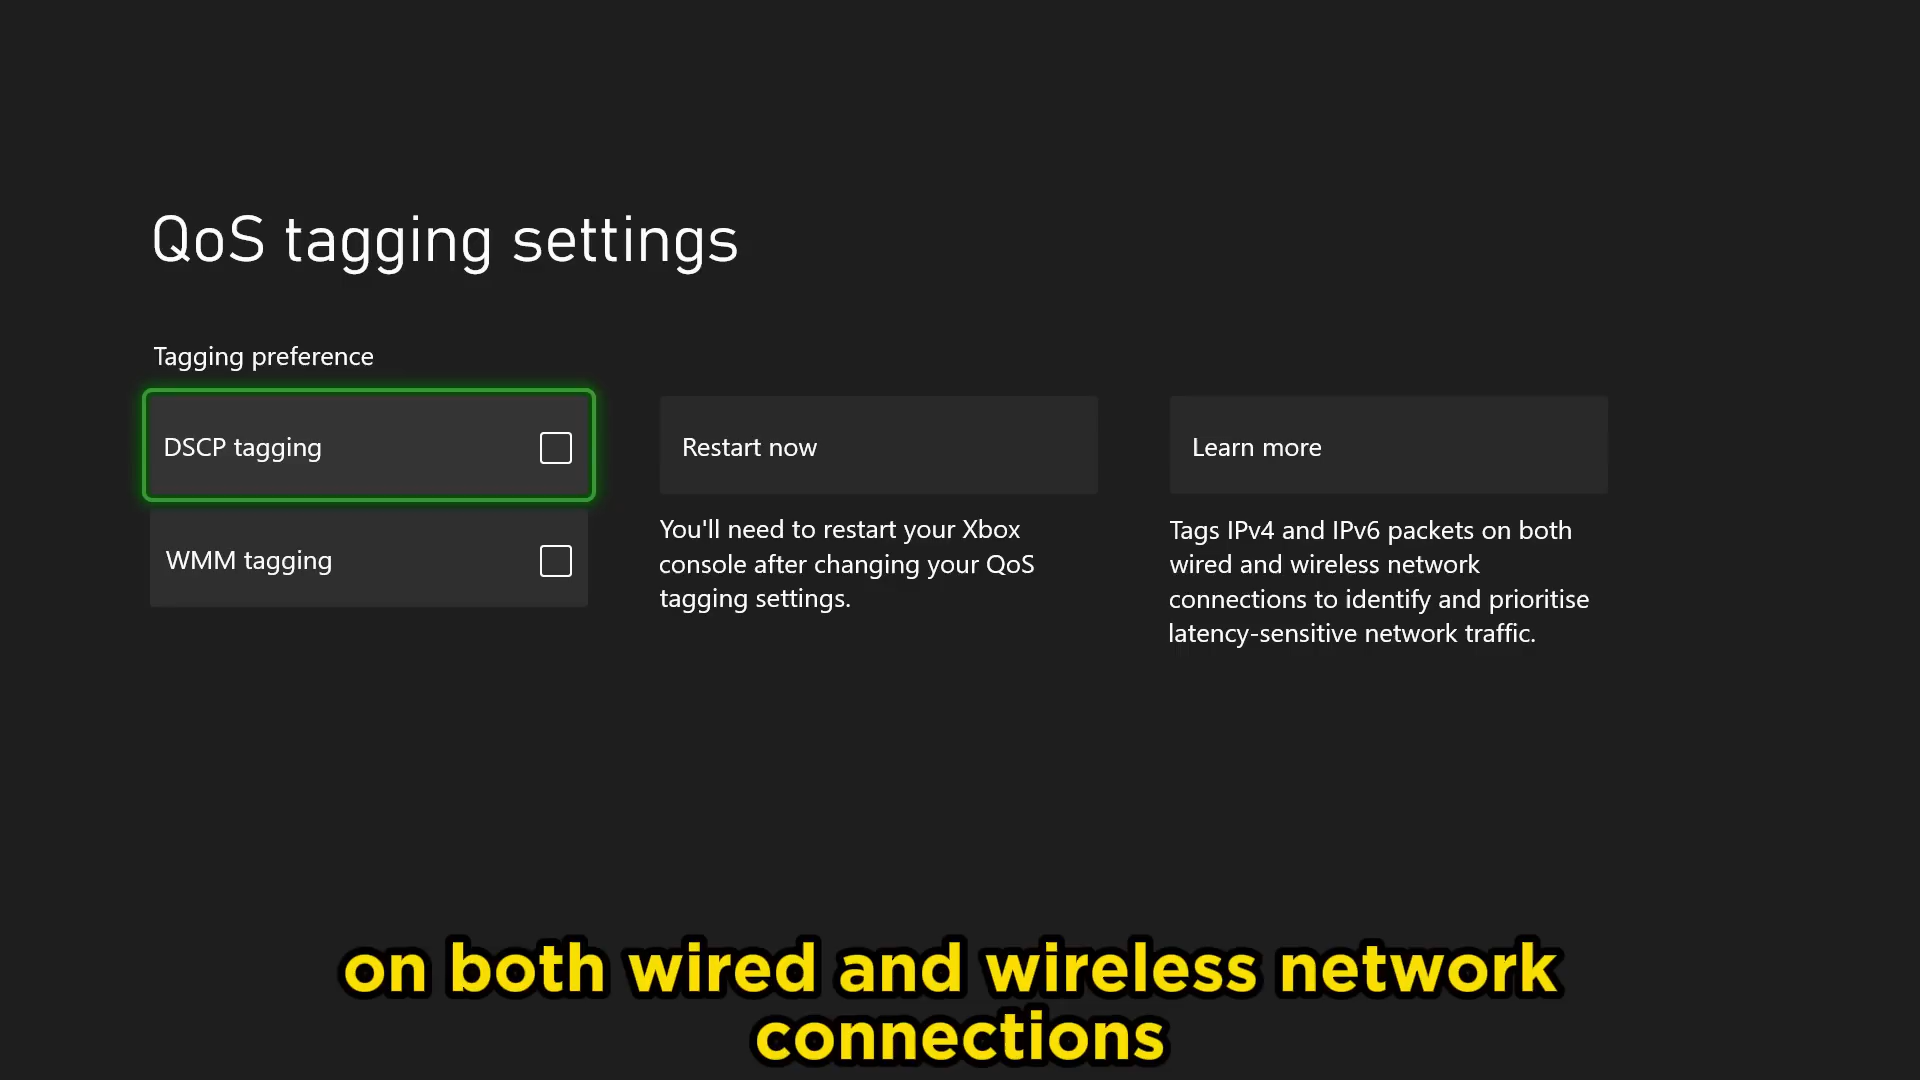 QoS tagging settings
Tagging preference
DSCP tagging
WMM tagging
Restart now
You'll need to restart your Xbox
console after changing your QoS
tagging settings.
Learn more
Tags IPv4 and IPv6 packets on both
wired and wireless network
connections to identify and prioritise
latency-sensitive network traffic.
on both wired and wireless network
connections